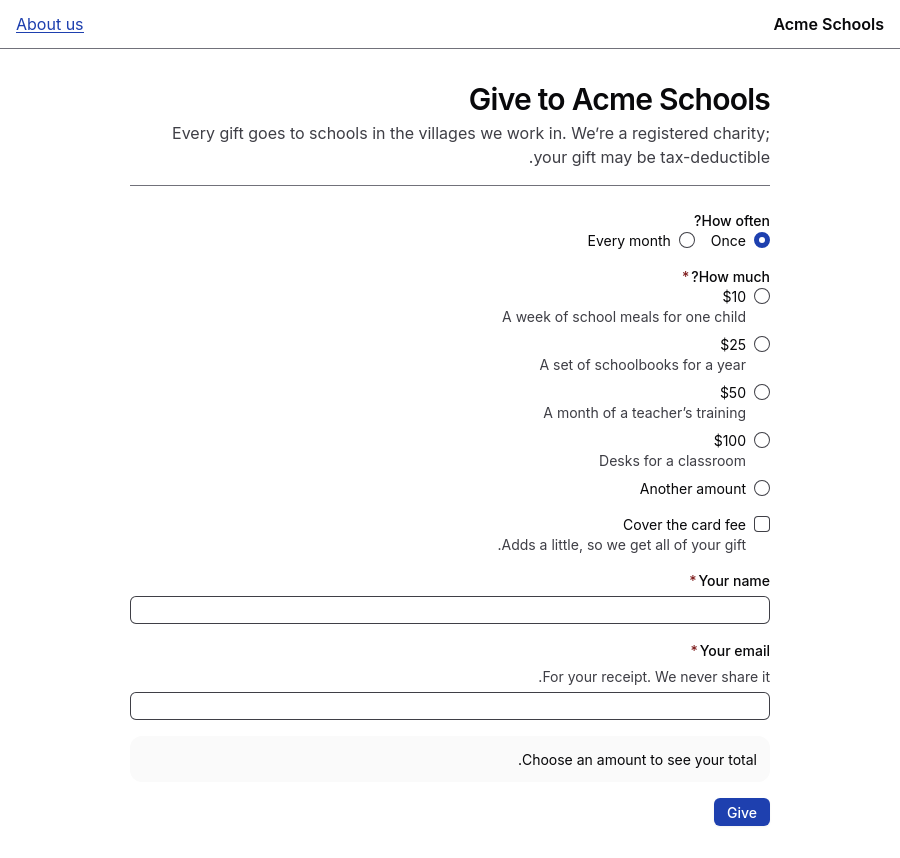 Acme Schools
About us
Give to Acme Schools
Every gift goes to schools in the villages we work in. We’re a registered charity;
.your gift may be tax-deductible
?How often
Once
Every month
* ?How much
$10
A week of school meals for one child
$25
A set of schoolbooks for a year
$50
A month of a teacher’s training
$100
Desks for a classroom
Another amount
Cover the card fee
.Adds a little, so we get all of your gift
* Your name
* Your email
.For your receipt. We never share it
.Choose an amount to see your total
Give